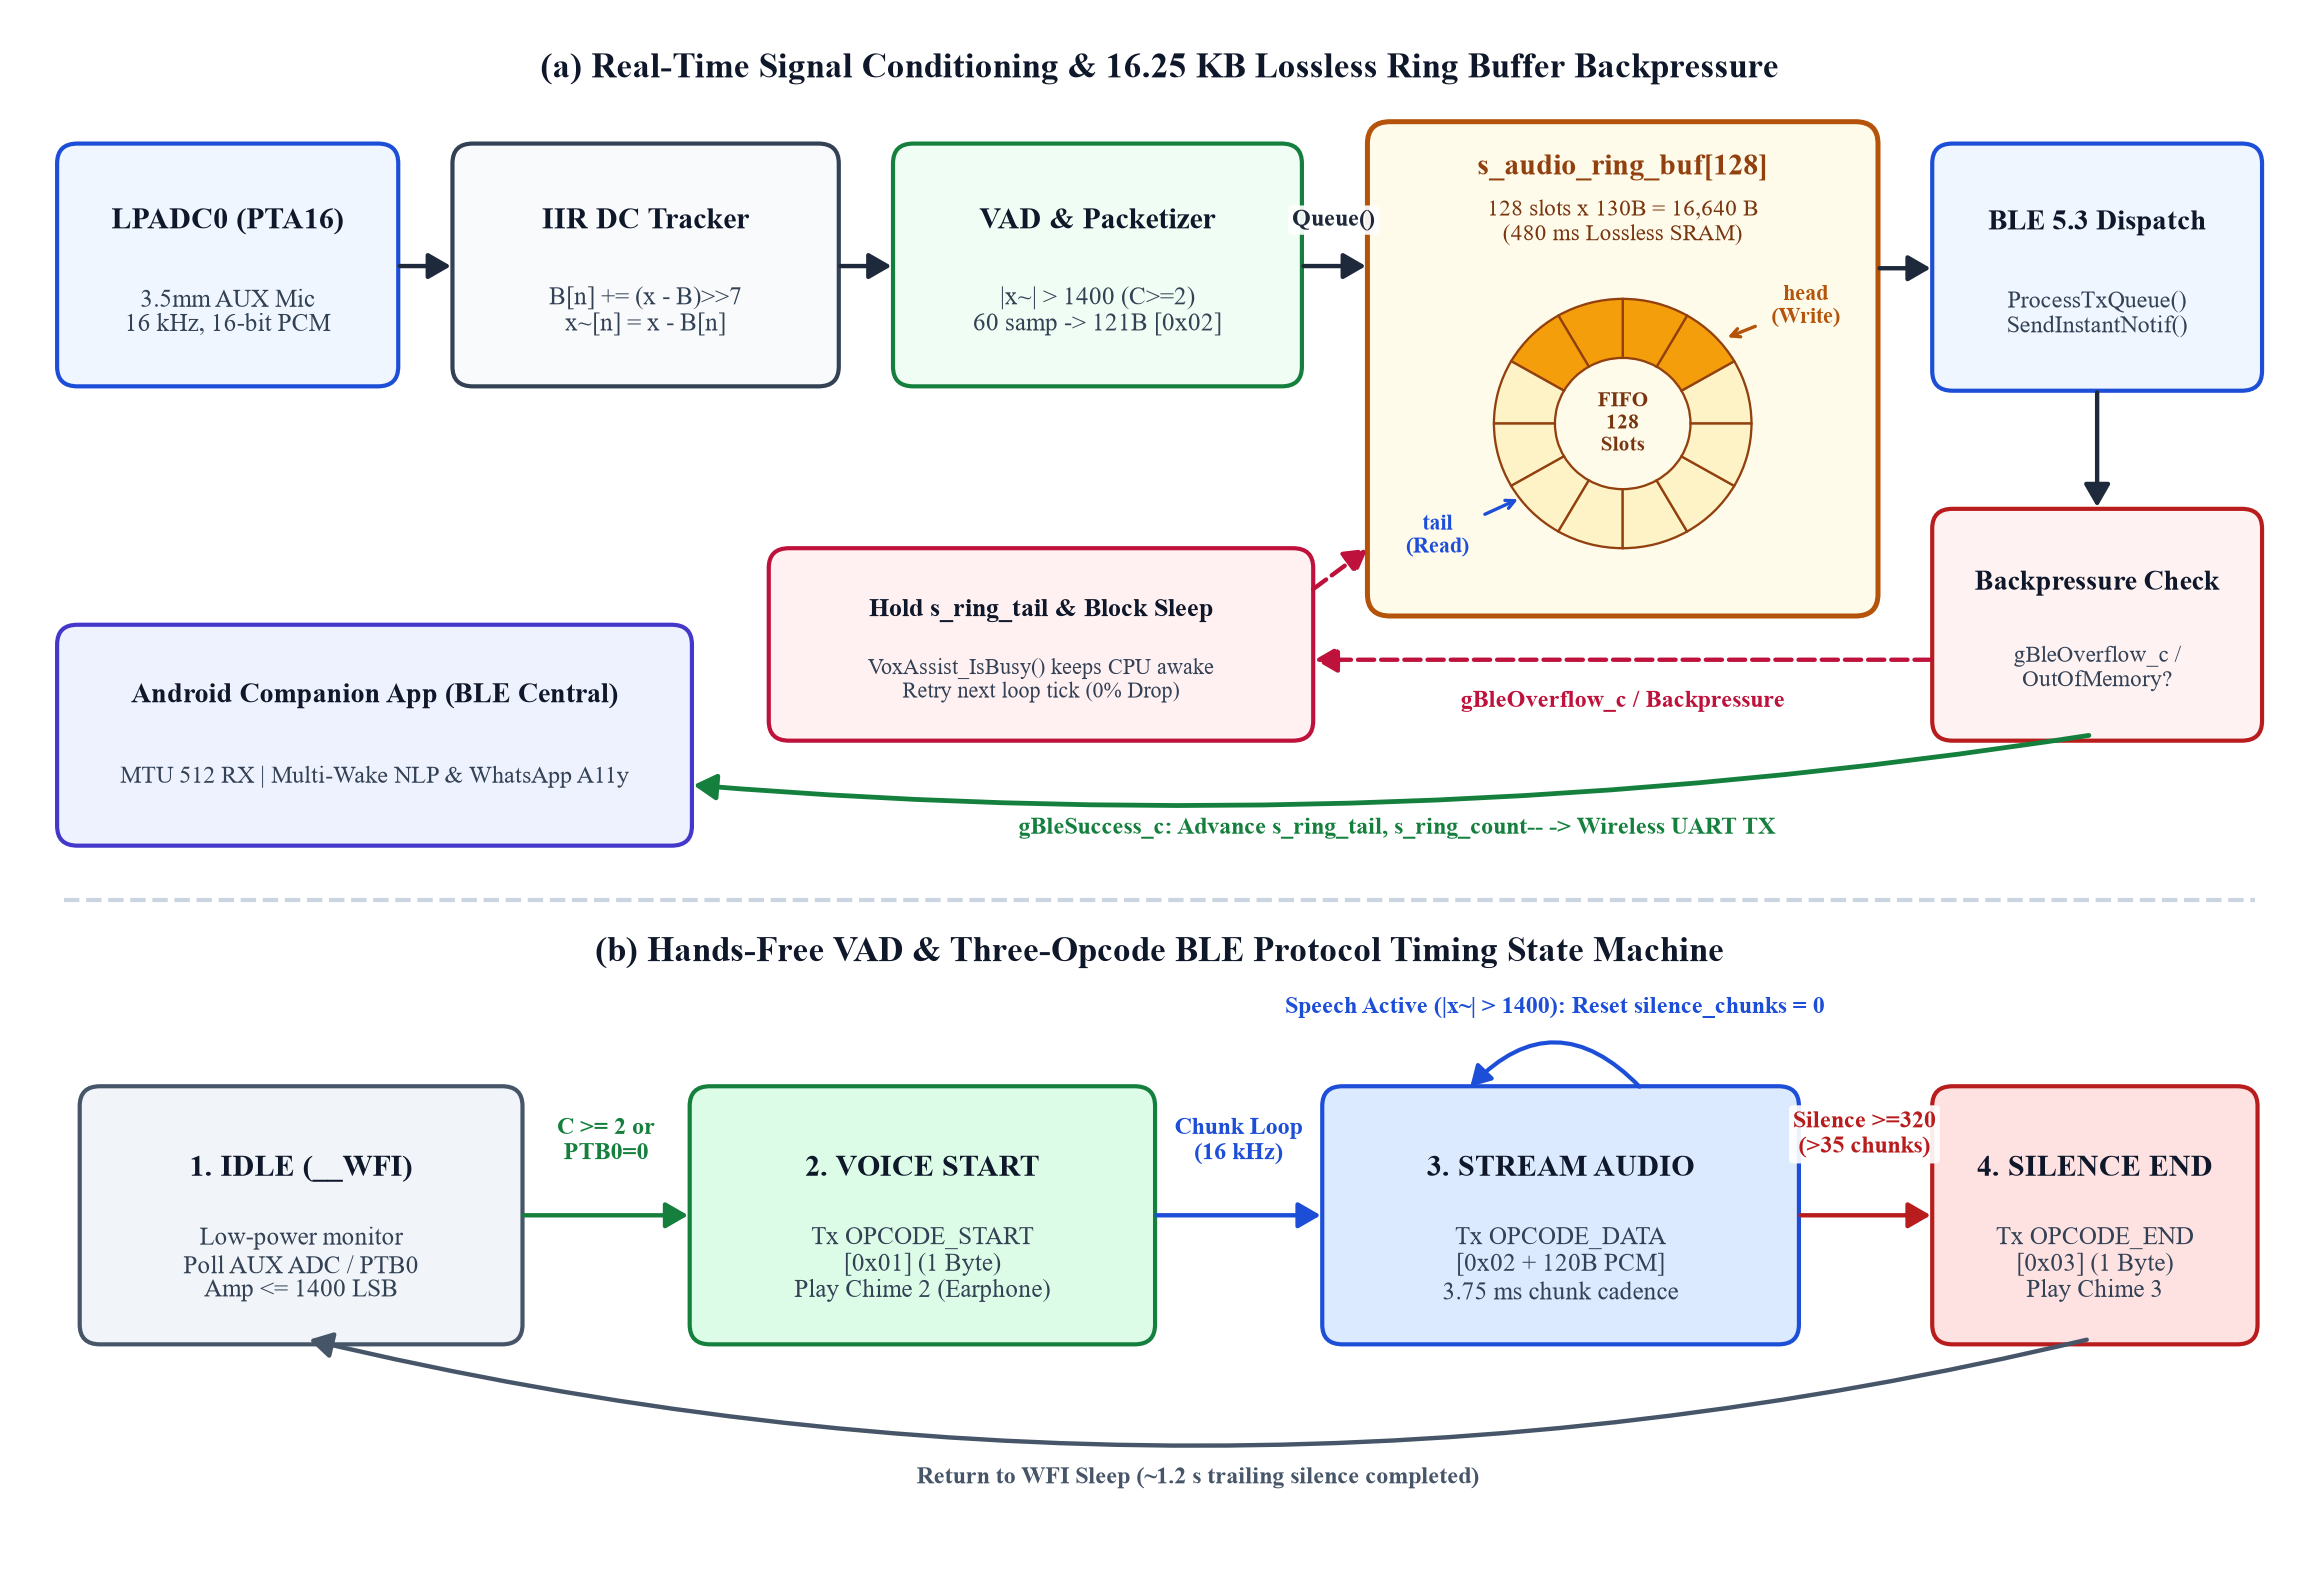 (a) Real-Time Signal Conditioning & 16.25 KB Lossless Ring Buffer Backpressure
LPADC0 (PTA16)
3.5mm AUX Mic
16 kHz, 16-bit PCM
IIR DC Tracker
B[n] += (x - B)>>7
x~[n] = x - B[n]
VAD & Packetizer
|x~| > 1400 (C>=2)
60 samp -> 121B [0x02]
Queue()
s_audio_ring_buf[128]
128 slots x 130B = 16,640 B
(480 ms Lossless SRAM)
head
(Write)
FIFO
128
Slots
tail
(Read)
BLE 5.3 Dispatch
ProcessTxQueue()
SendInstantNotif()
Backpressure Check
gBleOverflow_c /
OutOfMemory?
Hold s_ring_tail & Block Sleep
VoxAssist_IsBusy() keeps CPU awake
Retry next loop tick (0% Drop)
gBleOverflow_c / Backpressure
Android Companion App (BLE Central)
MTU 512 RX | Multi-Wake NLP & WhatsApp A11y
gBleSuccess_c: Advance s_ring_tail, s_ring_count-- -> Wireless UART TX
(b) Hands-Free VAD & Three-Opcode BLE Protocol Timing State Machine
Speech Active (|x~| > 1400): Reset silence_chunks = 0
1. IDLE (__WFI)
Low-power monitor
Poll AUX ADC / PTB0
Amp <= 1400 LSB
C >= 2 or
PTB0=0
2. VOICE START
Tx OPCODE_START
[0x01] (1 Byte)
Play Chime 2 (Earphone)
Chunk Loop
(16 kHz)
3. STREAM AUDIO
Tx OPCODE_DATA
[0x02 + 120B PCM]
3.75 ms chunk cadence
Silence >=320
(>35 chunks)
4. SILENCE END
Tx OPCODE_END
[0x03] (1 Byte)
Play Chime 3
Return to WFI Sleep (~1.2 s trailing silence completed)